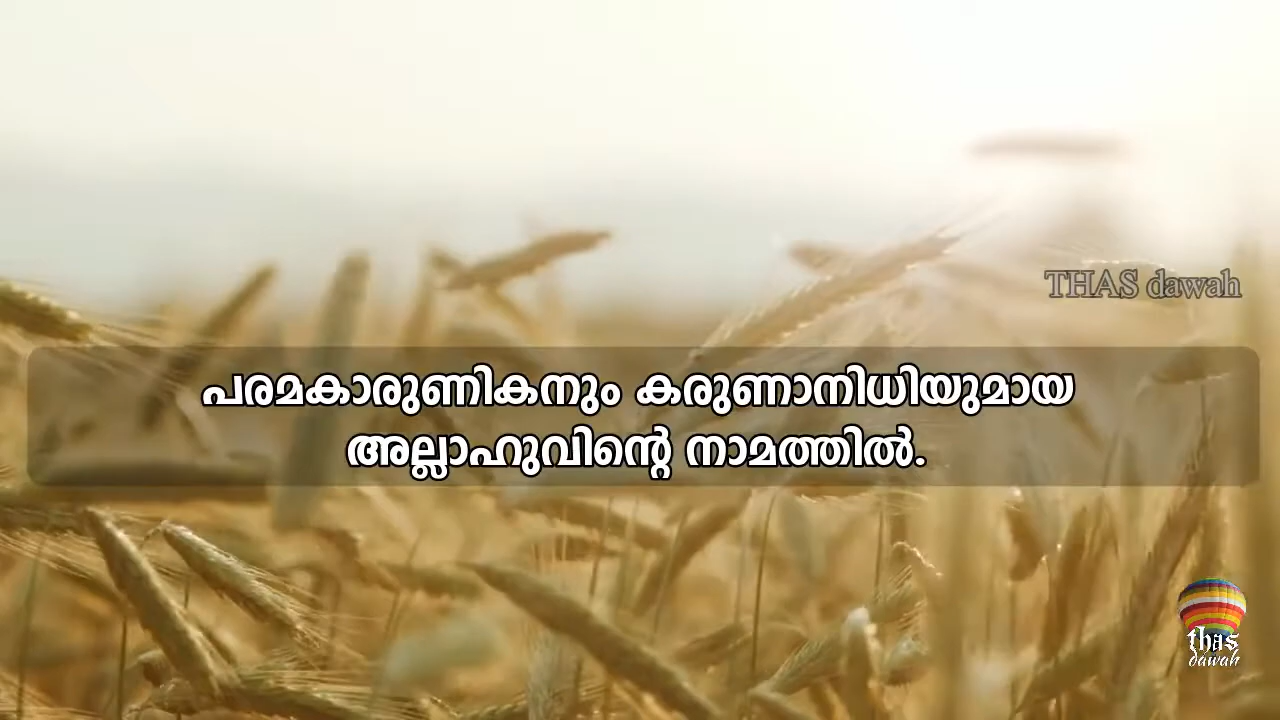 THAS dawah
പരമകാരുണികനും കരുണാനിധിയുമായ
അല്ലാഹുവിന്റെ നാമത്തിൽ.
thas
dawah